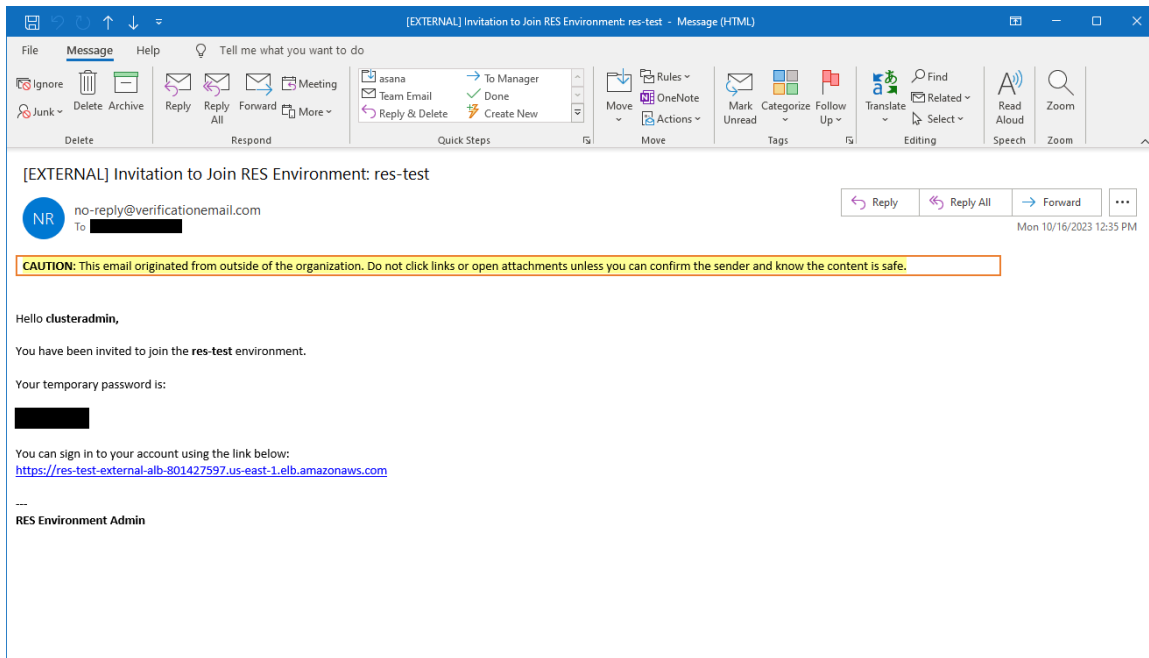 [EXTERNAL] Invitation to Join RES Environment: res-test - Message (HTML)
File Message Help Tell me what you want to do
Ignore
Junk
Delete Archive
Reply
Reply All
Forward
Meeting
More
asana
Team Email
Reply & Delete
To Manager
Done
Create New
Move
Rules
OneNote
Actions
Mark Unread
Categorize
Follow Up
Translate
Find
Related
Select
Read Aloud
Zoom
Delete Respond Quick Steps Move Tags Editing Speech Zoom
[EXTERNAL] Invitation to Join RES Environment: res-test
NR
no-reply@verificationemail.com
To
Reply Reply All Forward
Mon 10/16/2023 12:35 PM
CAUTION: This email originated from outside of the organization. Do not click links or open attachments unless you can confirm the sender and know the content is safe.
Hello clusteradmin,
You have been invited to join the res-test environment.
Your temporary password is:
You can sign in to your account using the link below:
https://res-test-external-alb-801427597.us-east-1.elb.amazonaws.com
---
RES Environment Admin